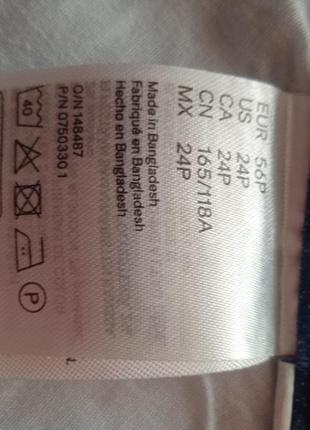 EUR 56P
US 24P
CA 24P
CN 165/118A
MX 24P
Made in Bangladesh
Fabriqué en Bangladesh
Hecho en Bangladesh
O/N 148487
P/N 0750330 1
40
P